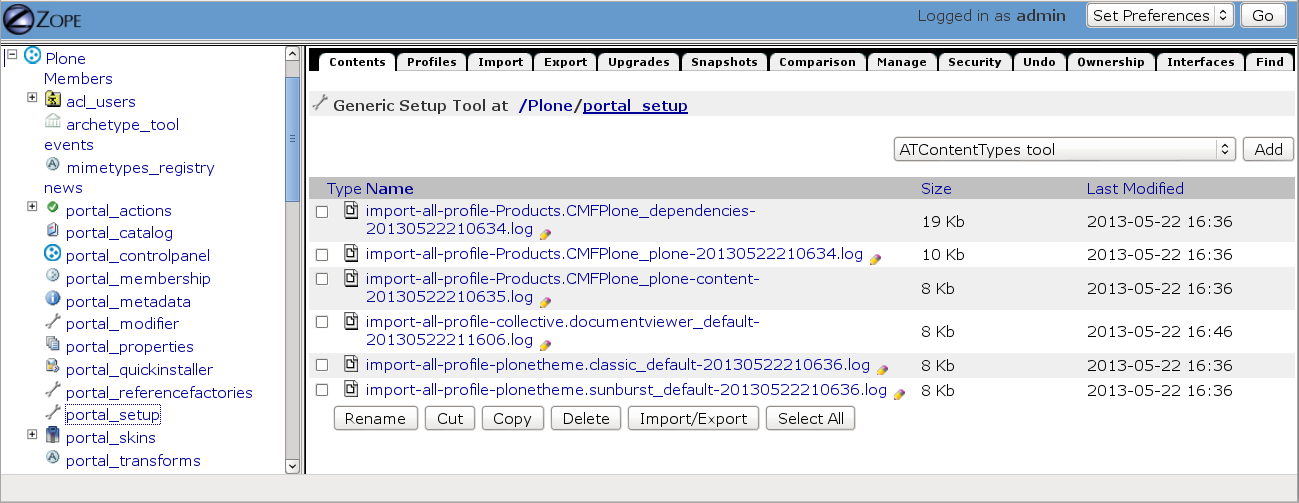 ZOPE
Logged in as admin
Set Preferences
Go
Plone
Members
acl_users
archetype_tool
events
mimetypes_registry
news
portal_actions
portal_catalog
portal_controlpanel
portal_membership
portal_metadata
portal_modifier
portal_properties
portal_quickinstaller
portal_referencefactories
portal_setup
portal_skins
portal_transforms
Contents Profiles Import Export Upgrades Snapshots Comparison Manage Security Undo Ownership Interfaces Find
Generic Setup Tool at /Plone/portal_setup
ATContentTypes tool Add
Type Name Size Last Modified
import-all-profile-Products.CMFPlone_dependencies-
20130522210634.log 19 Kb 2013-05-22 16:36
import-all-profile-Products.CMFPlone_plone-20130522210634.log 10 Kb 2013-05-22 16:36
import-all-profile-Products.CMFPlone_plone-content-
20130522210635.log 8 Kb 2013-05-22 16:36
import-all-profile-collective.documentviewer_default-
20130522211606.log 8 Kb 2013-05-22 16:46
import-all-profile-plonetheme.classic_default-20130522210636.log 8 Kb 2013-05-22 16:36
import-all-profile-plonetheme.sunburst_default-20130522210636.log 8 Kb 2013-05-22 16:36
Rename Cut Copy Delete Import/Export Select All